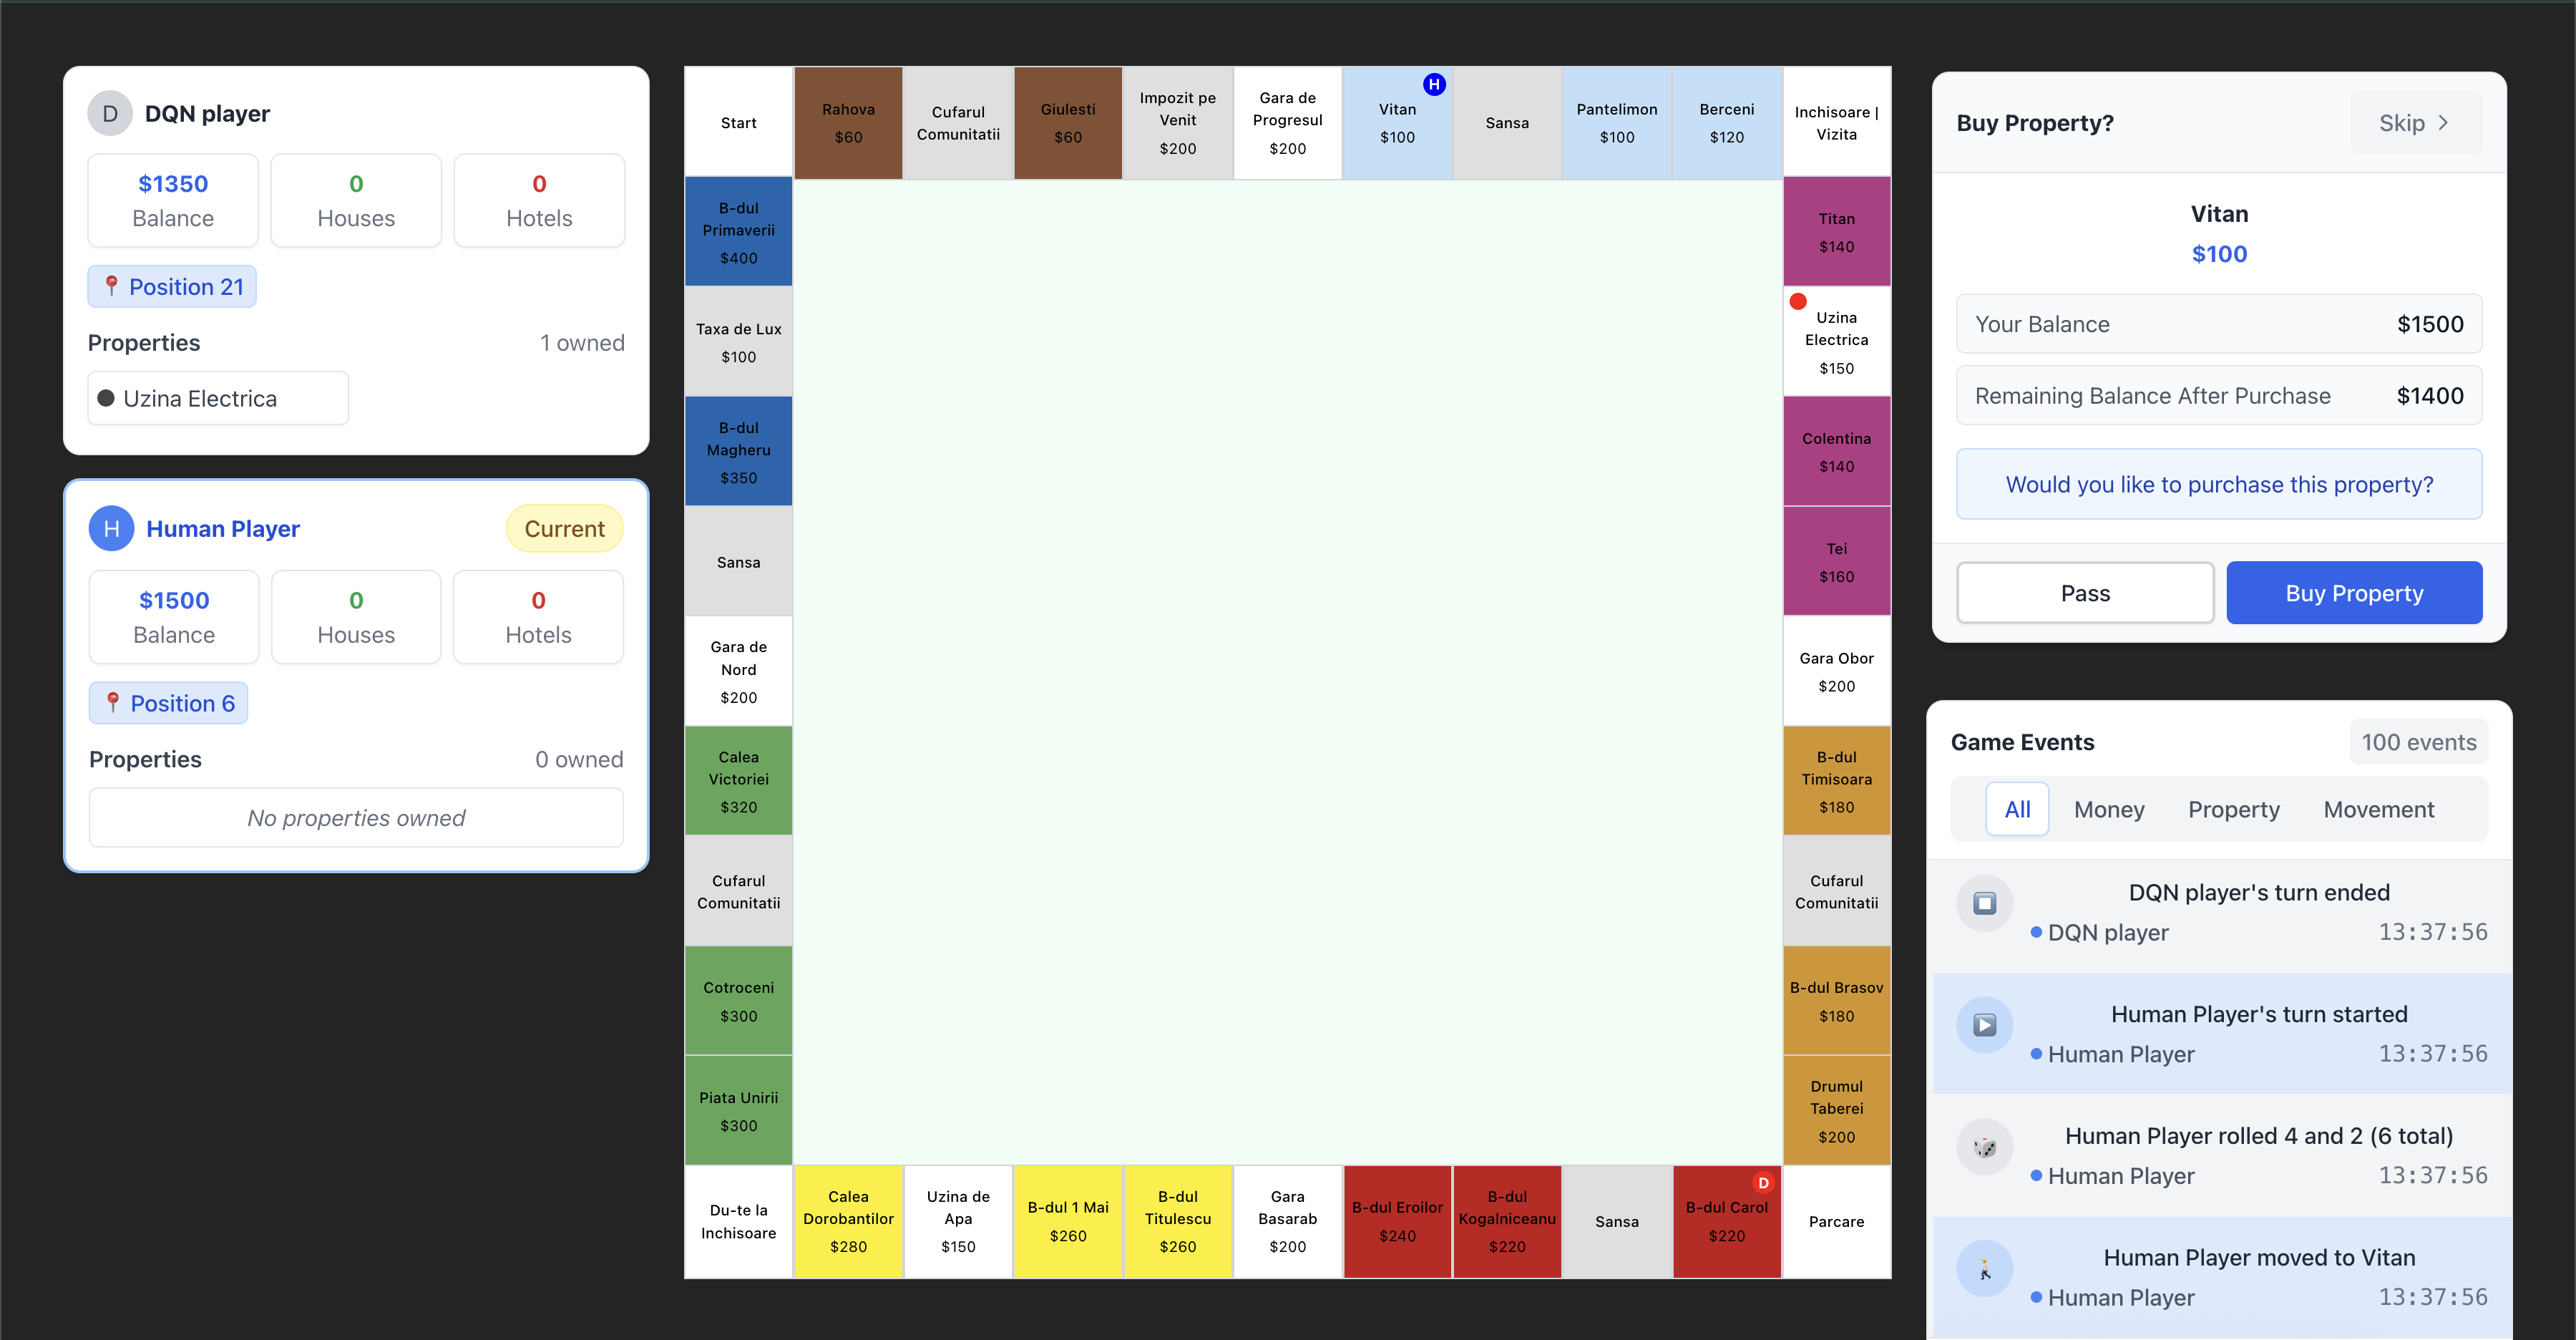 D DQN player
$1350
Balance
0
Houses
0
Hotels
Position 21
Properties 1 owned
Uzina Electrica
H Human Player Current
$1500
Balance
0
Houses
0
Hotels
Position 6
Properties 0 owned
No properties owned
Start
Rahova
$60
Cufarul
Comunitatii
Giulesti
$60
Impozit pe
Venit
$200
Gara de
Progresul
$200
H
Vitan
$100
Sansa
Pantelimon
$100
Berceni
$120
Inchisoare |
Vizita
B-dul
Primaverii
$400
Titan
$140
Taxa de Lux
$100
Uzina
Electrica
$150
B-dul
Magheru
$350
Colentina
$140
Sansa
Tei
$160
Gara de
Nord
$200
Gara Obor
$200
Calea
Victoriei
$320
B-dul
Timisoara
$180
Cufarul
Comunitatii
Cufarul
Comunitatii
Cotroceni
$300
B-dul Brasov
$180
Piata Unirii
$300
Drumul
Taberei
$200
Du-te la
Inchisoare
Calea
Dorobantilor
$280
Uzina de
Apa
$150
B-dul 1 Mai
$260
B-dul
Titulescu
$260
Gara
Basarab
$200
B-dul Eroilor
$240
B-dul
Kogalniceanu
$220
Sansa
D
B-dul Carol
$220
Parcare
Buy Property? Skip
Vitan
$100
Your Balance $1500
Remaining Balance After Purchase $1400
Would you like to purchase this property?
Pass Buy Property
Game Events 100 events
All Money Property Movement
DQN player's turn ended
DQN player 13:37:56
Human Player's turn started
Human Player 13:37:56
Human Player rolled 4 and 2 (6 total)
Human Player 13:37:56
Human Player moved to Vitan
Human Player 13:37:56